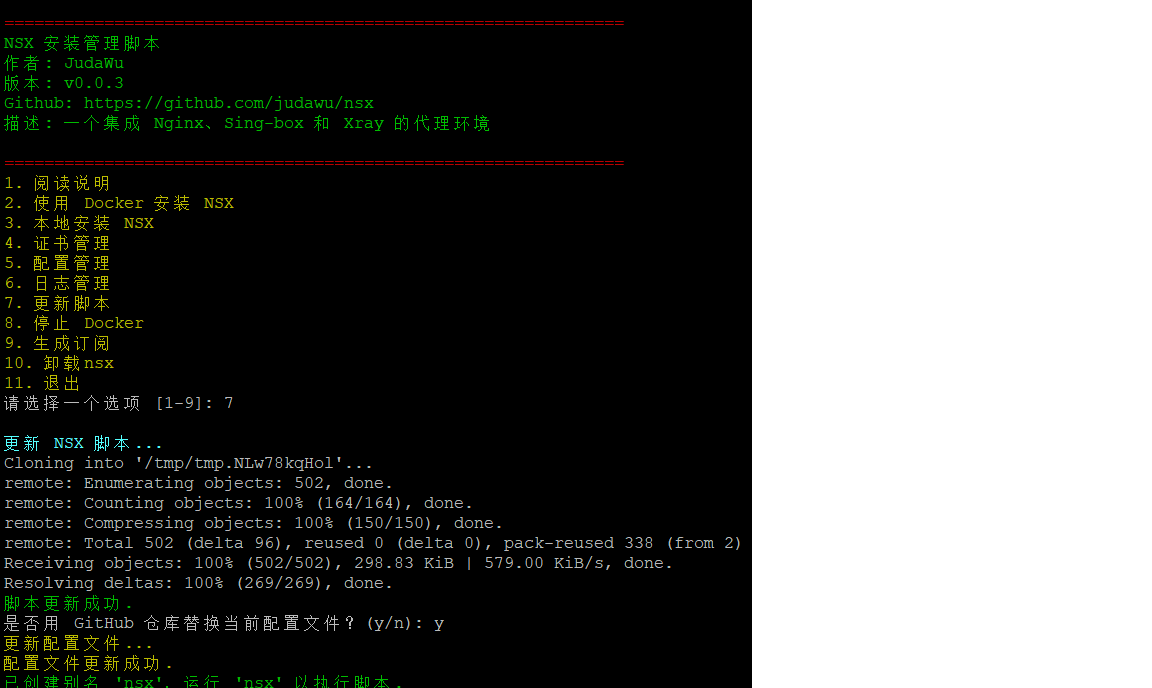 ============================================================== 
NSX 安装管理脚本
作者: JudaWu
版本: v0.0.3
Github: https://github.com/judawu/nsx
描述: 一个集成 Nginx、Sing-box 和 Xray 的代理环境
==============================================================
1. 阅读说明
2. 使用 Docker 安装 NSX
3. 本地安装 NSX
4. 证书管理
5. 配置管理
6. 日志管理
7. 更新脚本
8. 停止 Docker
9. 生成订阅
10. 卸载nsx
11. 退出
请选择一个选项 [1-9]: 7
更新 NSX 脚本...
Cloning into '/tmp/tmp.NLw78kqHol'...
remote: Enumerating objects: 502, done.
remote: Counting objects: 100% (164/164), done.
remote: Compressing objects: 100% (150/150), done.
remote: Total 502 (delta 96), reused 0 (delta 0), pack-reused 338 (from 2)
Receiving objects: 100% (502/502), 298.83 KiB | 579.00 KiB/s, done.
Resolving deltas: 100% (269/269), done.
脚本更新成功.
是否用 GitHub 仓库替换当前配置文件? (y/n): y
更新配置文件...
配置文件更新成功.
已创建别名 'nsx'，运行 'nsx' 以执行脚本.